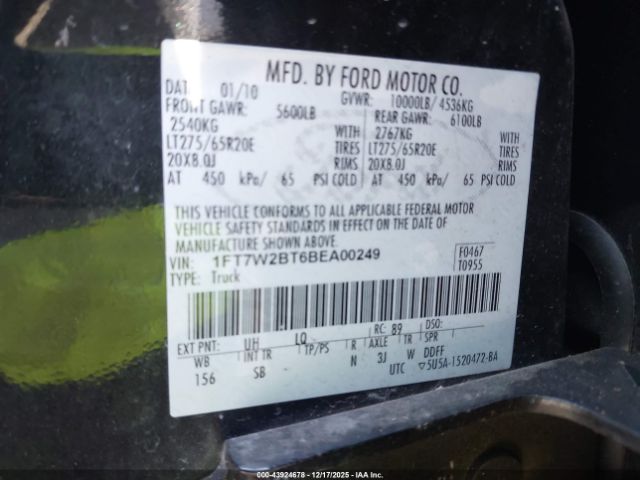 MFD. BY FORD MOTOR CO.
DAT 01/10 GVWR: 10000LB/ 4536KG
FRONT GAWR: 5600LB REAR GAWR: 6100LB
2540KG WITH 2767KG WITH
LT275/65R20E TIRES LT275/65R20E TIRES
20X8.0J RIMS 20X8.0J RIMS
AT 450 kPa/ 65 PSI COLD AT 450 kPa/ 65 PSI COLD
THIS VEHICLE CONFORMS TO ALL APPLICABLE FEDERAL MOTOR
VEHICLE SAFETY STANDARDS IN EFFECT ON THE DATE OF
MANUFACTURE SHOWN ABOVE.
VIN: 1FT7W2BT6BEA00249 F0467
TYPE: Truck T0955
EXT PNT: UH LQ RC: 89 DSO:
WB INT TR TP/PS R AXLE TR SPR
156 SB N 3J W DDFF
UTC ▽5U5A-1520472-BA
000-43924678 - 12/17/2025 - IAA Inc.